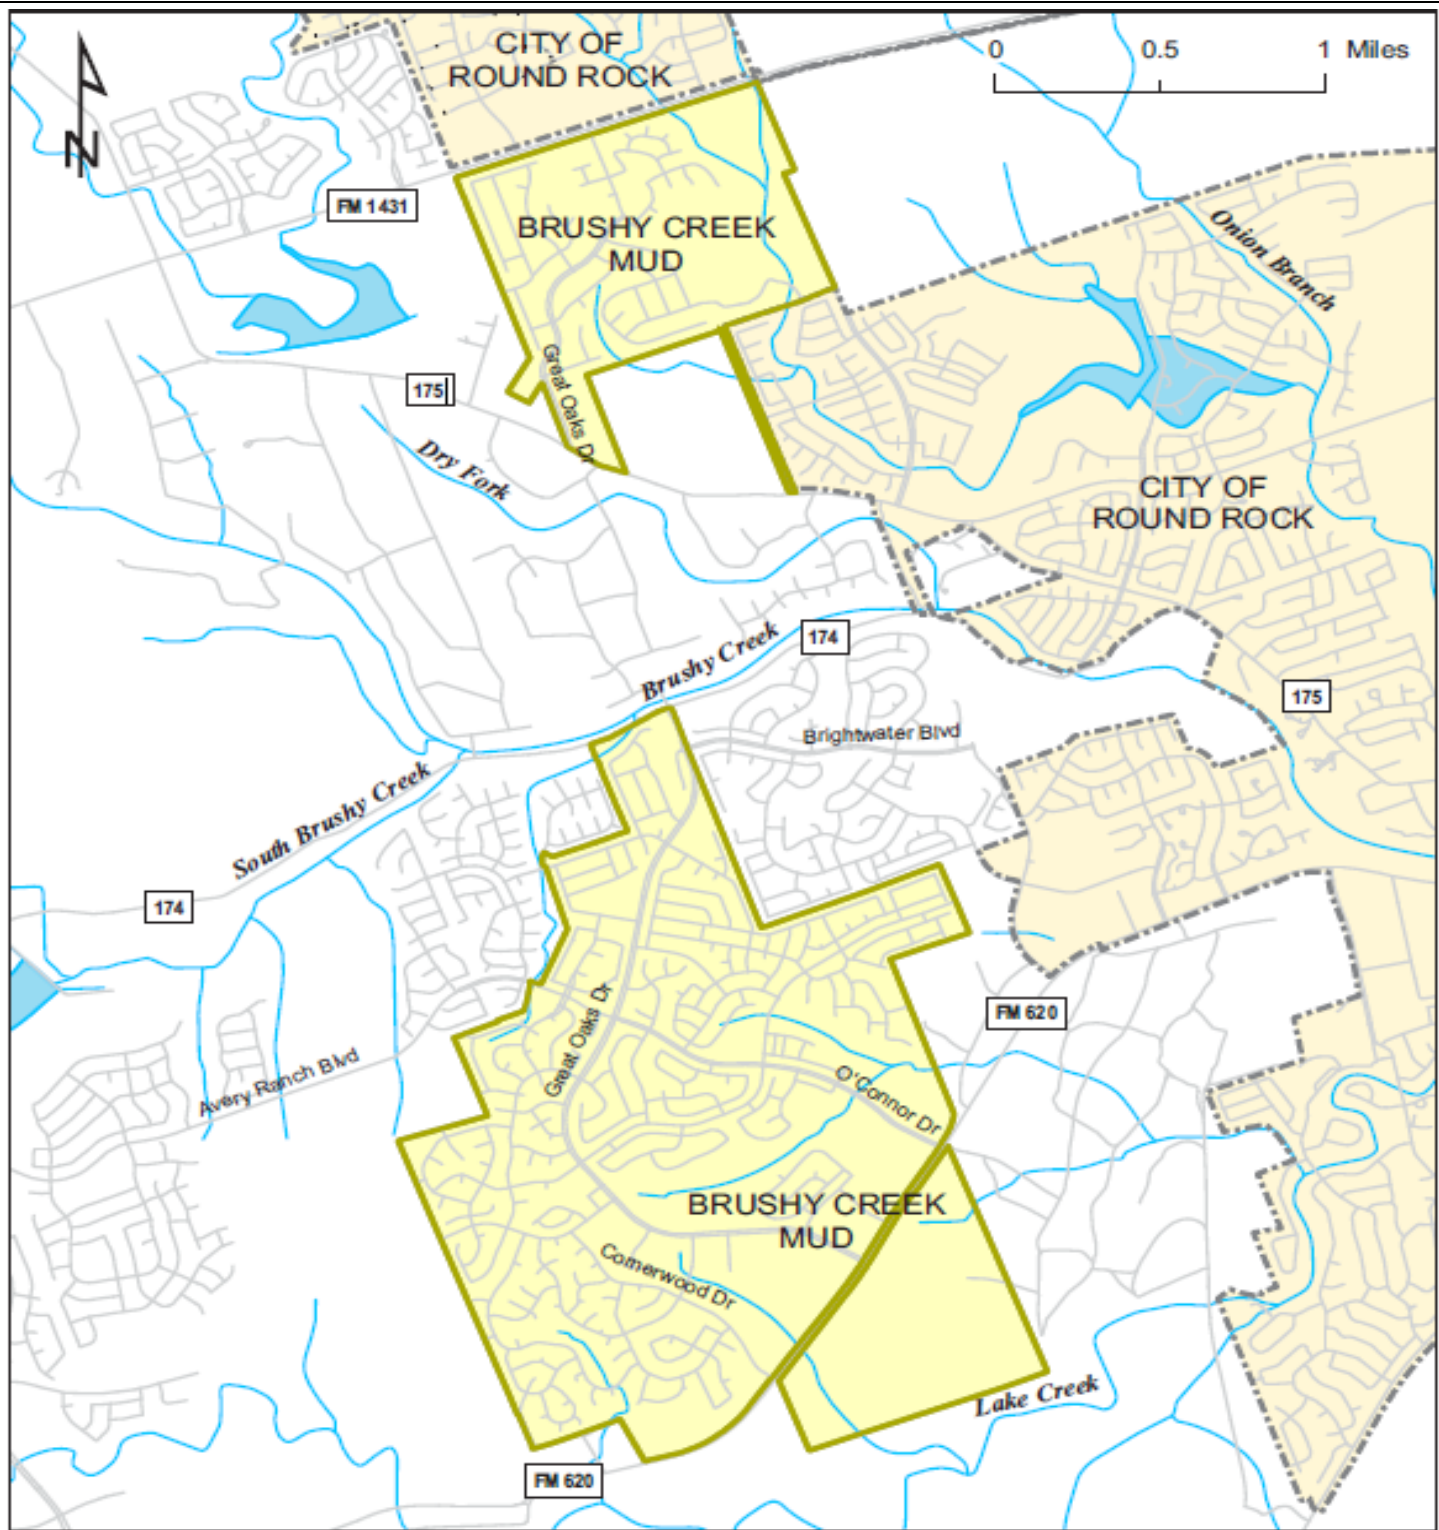 CITY OF
ROUND ROCK
0 0.5 1 Miles
N
FM 1431
BRUSHY CREEK
MUD
Onion Branch
Great Oaks Dr
175
Dry Fork
CITY OF
ROUND ROCK
Brushy Creek
174
175
Brightwater Blvd
South Brushy Creek
174
Great Oaks Dr
FM 620
Avery Ranch Blvd
O'Connor Dr
BRUSHY CREEK
MUD
Cornerwood Dr
Lake Creek
FM 620